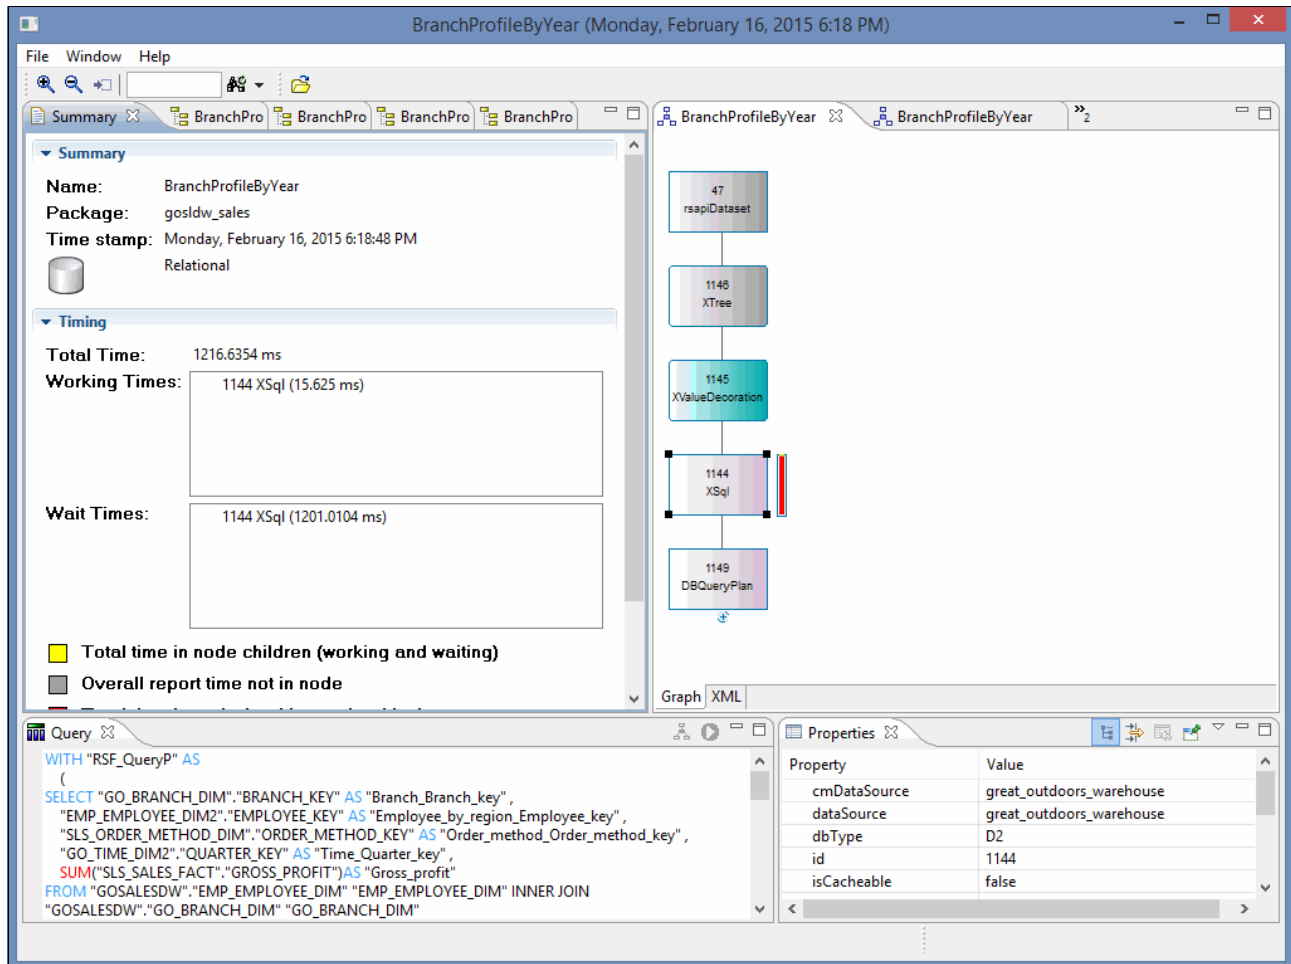 BranchProfileByYear (Monday, February 16, 2015 6:18 PM)
File Window Help
Summary BranchPro BranchPro BranchPro BranchPro
Summary
Name: BranchProfileByYear
Package: gosldw_sales
Time stamp: Monday, February 16, 2015 6:18:48 PM
Relational
Timing
Total Time: 1216.6354 ms
Working Times: 1144 XSql (15.625 ms)
Wait Times: 1144 XSql (1201.0104 ms)
Total time in node children (working and waiting)
Overall report time not in node
BranchProfileByYear BranchProfileByYear »2
47
rsapiDataset
1146
XTree
1145
XValueDecoration
1144
XSql
1149
DBQueryPlan
Graph XML
Query
WITH "RSF_QueryP" AS
(
SELECT "GO_BRANCH_DIM"."BRANCH_KEY" AS "Branch_Branch_key" ,
"EMP_EMPLOYEE_DIM2"."EMPLOYEE_KEY" AS "Employee_by_region_Employee_key" ,
"SLS_ORDER_METHOD_DIM"."ORDER_METHOD_KEY" AS "Order_method_Order_method_key" ,
"GO_TIME_DIM2"."QUARTER_KEY" AS "Time_Quarter_key" ,
SUM("SLS_SALES_FACT"."GROSS_PROFIT")AS "Gross_profit"
FROM "GOSALESDW"."EMP_EMPLOYEE_DIM" "EMP_EMPLOYEE_DIM" INNER JOIN
"GOSALESDW"."GO_BRANCH_DIM" "GO_BRANCH_DIM"
Properties
Property Value
cmDataSource great_outdoors_warehouse
dataSource great_outdoors_warehouse
dbType D2
id 1144
isCacheable false